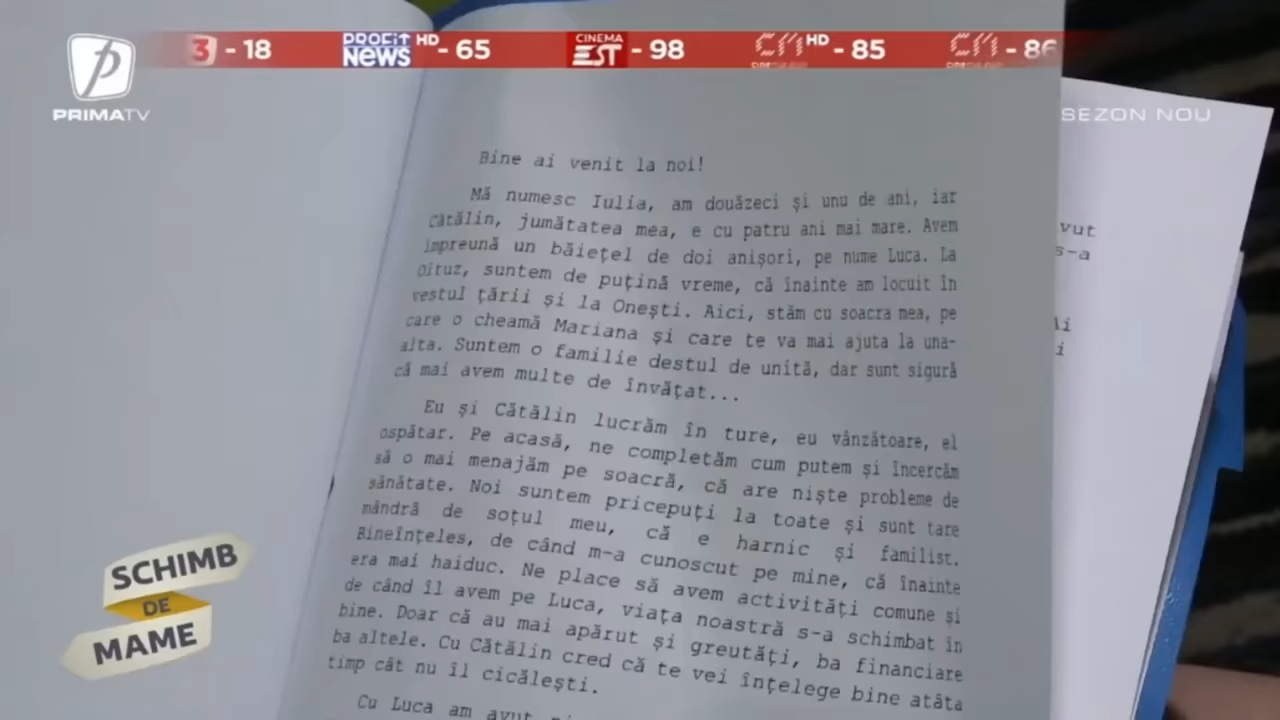 3 - 18 PROFIT NEWS HD - 65 CINEMA EST - 98 HD - 85 - 86
PRIMATV
SEZON NOU
Bine ai venit la noi!
Mă numesc Iulia, am douăzeci și unu de ani, iar
Cătălin, jumătatea mea, e cu patru ani mai mare. Avem
împreună un băiețel de doi anișori, pe nume Luca. La
Oituz, suntem de puțină vreme, că înainte am locuit în
vestul țării și la Onești. Aici, stăm cu soacra mea, pe
care o cheamă Mariana și care te va mai ajuta la una-
alta. Suntem o familie destul de unită, dar sunt sigură
că mai avem multe de învățat...
Eu și Cătălin lucrăm în ture, eu vânzătoare, el
ospătar. Pe acasă, ne completăm cum putem și încercăm
să o mai menajăm pe soacră, că are niște probleme de
sănătate. Noi suntem pricepuți la toate și sunt tare
mândră de soțul meu, că e harnic și familist.
Bineînțeles, de când m-a cunoscut pe mine, că înainte
era mai haiduc. Ne place să avem activități comune și
de când îl avem pe Luca, viața noastră s-a schimbat în
bine. Doar că au mai apărut și greutăți, ba financiare
ba altele. Cu Cătălin cred că te vei înțelege bine atâta
timp cât nu îl cicălești.
Cu Luca am avut
vut
s-a
Ai
i
SCHIMB
DE
MAME